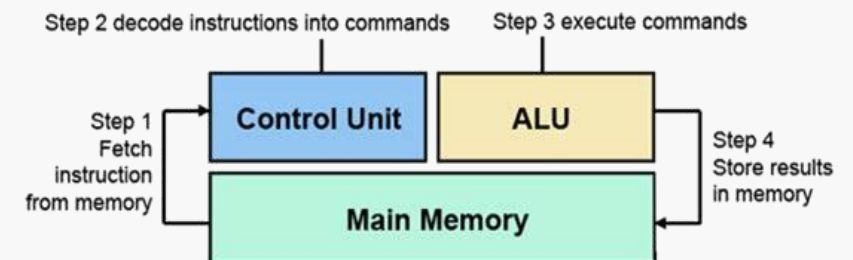 Step 2 decode instructions into commands
Step 3 execute commands
Control Unit
ALU
Step 1
Fetch
instruction
from memory
Step 4
Store results
in memory
Main Memory